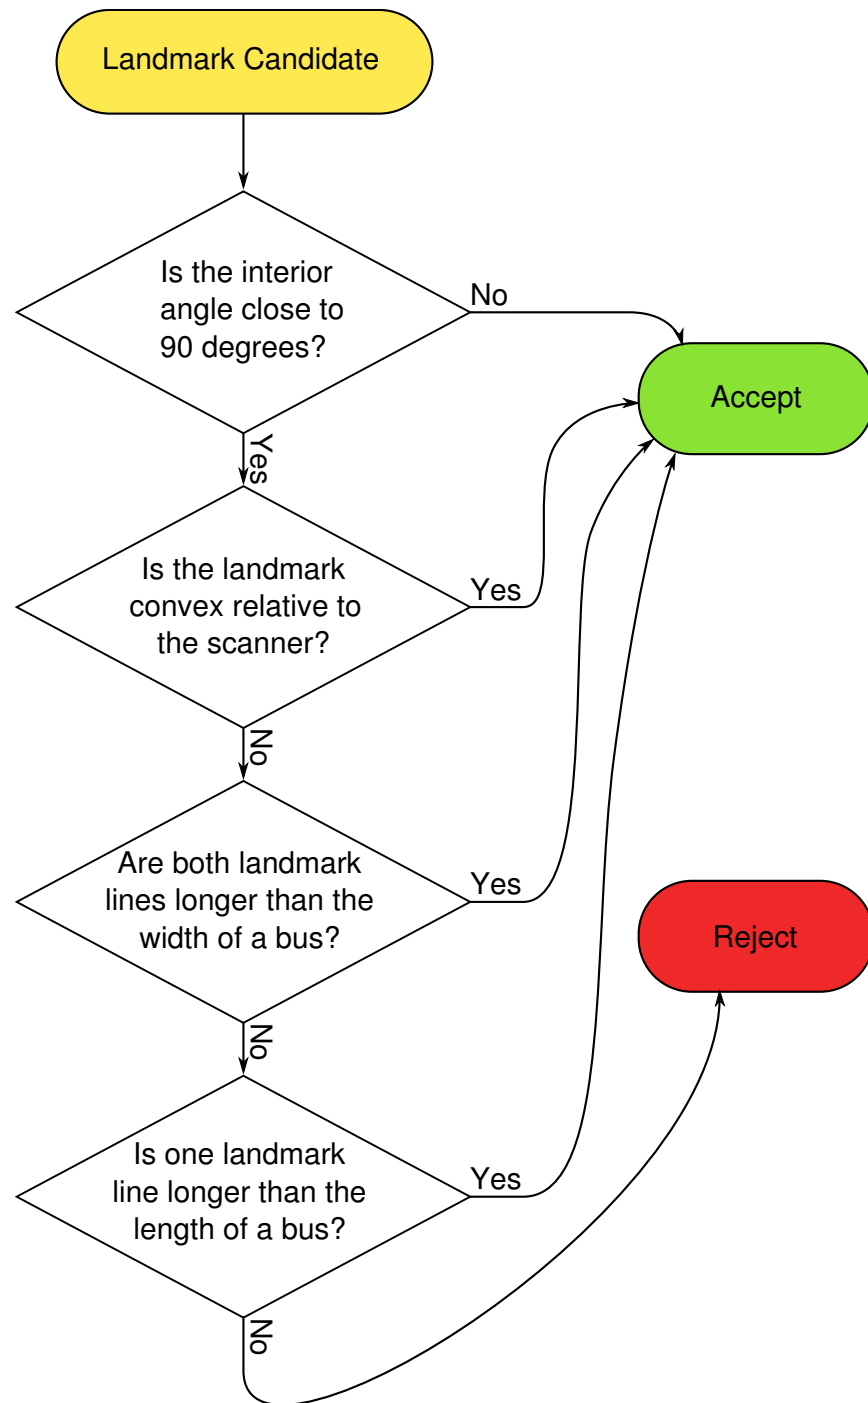 Landmark Candidate
Is the interior
angle close to
90 degrees?
No
Accept
Yes
Is the landmark
convex relative to
the scanner?
Yes
No
Are both landmark
lines longer than the
width of a bus?
Yes
Reject
No
Is one landmark
line longer than the
length of a bus?
Yes
No